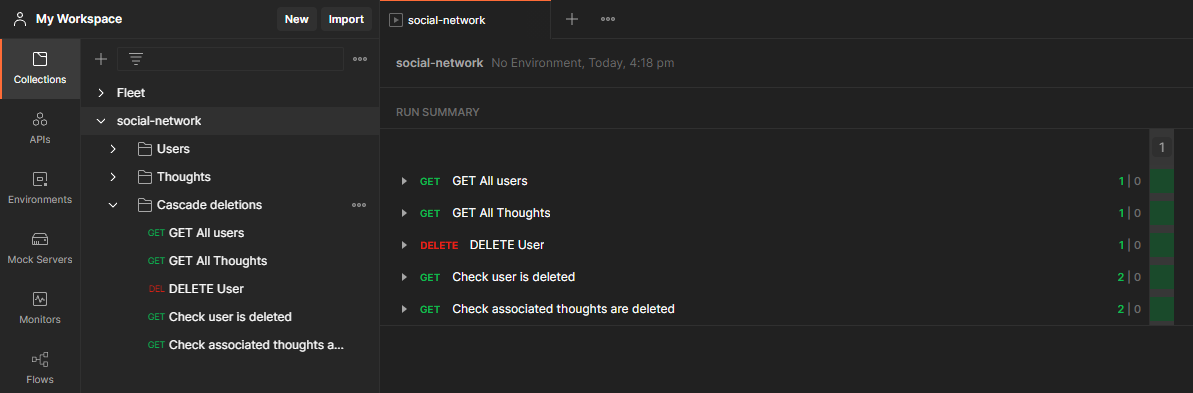 My Workspace New Import
social-network
Collections
APIs
Environments
Mock Servers
Monitors
Flows
Fleet
social-network
Users
Thoughts
Cascade deletions
GET GET All users
GET GET All Thoughts
DEL DELETE User
GET Check user is deleted
GET Check associated thoughts a...
social-network No Environment, Today, 4:18 pm
RUN SUMMARY
1
GET GET All users 1 | 0
GET GET All Thoughts 1 | 0
DELETE DELETE User 1 | 0
GET Check user is deleted 2 | 0
GET Check associated thoughts are deleted 2 | 0